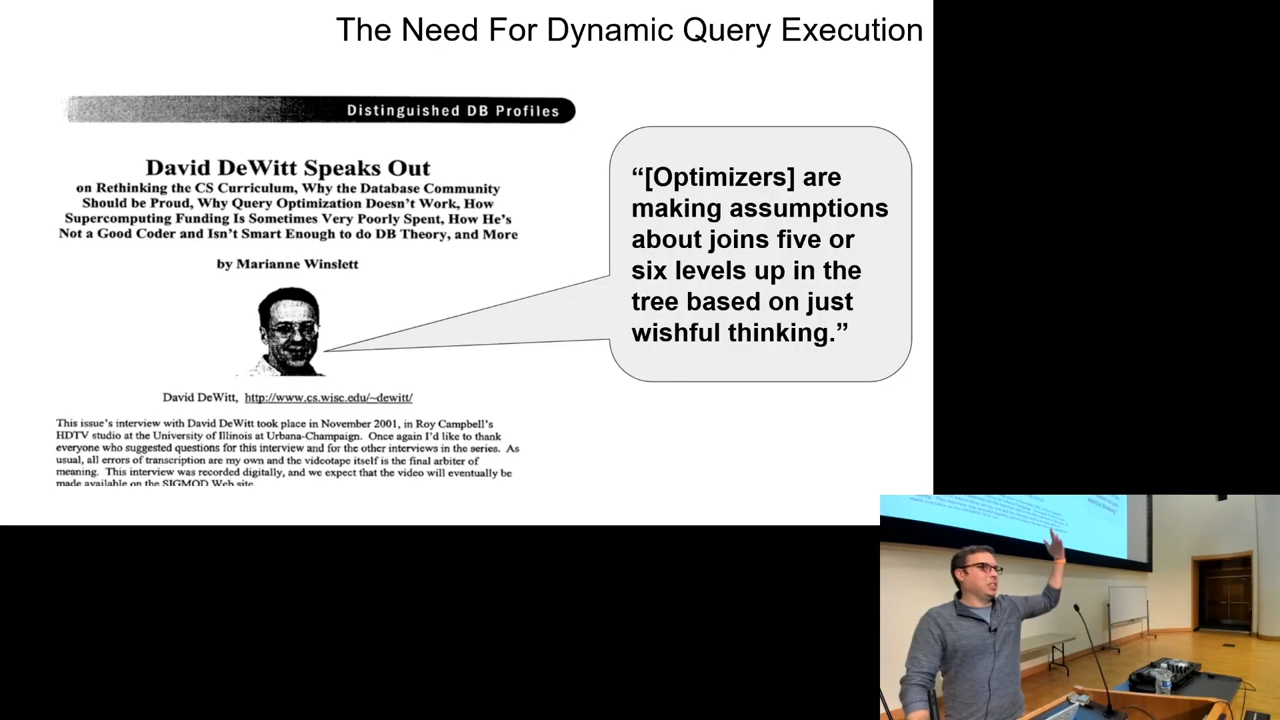 The Need For Dynamic Query Execution
Distinguished DB Profiles
David DeWitt Speaks Out
on Rethinking the CS Curriculum, Why the Database Community
Should be Proud, Why Query Optimization Doesn't Work, How
Supercomputing Funding Is Sometimes Very Poorly Spent, How He's
Not a Good Coder and Isn't Smart Enough to do DB Theory, and More
by Marianne Winslett
David DeWitt, http://www.cs.wisc.edu/~dewitt/
This issue's interview with David DeWitt took place in November 2001, in Roy Campbell's
HDTV studio at the University of Illinois at Urbana-Champaign. Once again I'd like to thank
everyone who suggested questions for this interview and for the other interviews in the series. As
usual, all errors of transcription are my own and the videotape itself is the final arbiter of
meaning. This interview was recorded digitally, and we expect that the video will eventually be
made available on the SIGMOD Web site.
“[Optimizers] are
making assumptions
about joins five or
six levels up in the
tree based on just
wishful thinking.”